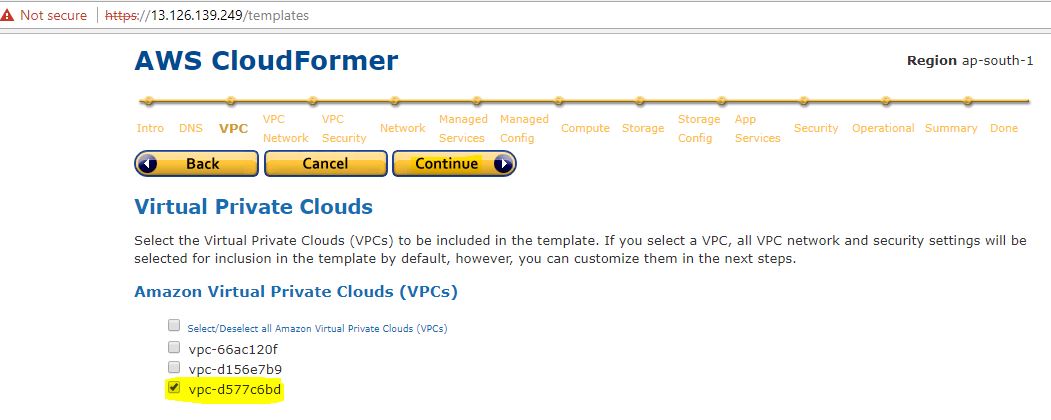 Not secure https://13.126.139.249/templates
AWS CloudFormer
Region ap-south-1
Intro DNS VPC VPC Network VPC Security Network Managed Services Managed Config Compute Storage Storage Config App Services Security Operational Summary Done
Back Cancel Continue
Virtual Private Clouds
Select the Virtual Private Clouds (VPCs) to be included in the template. If you select a VPC, all VPC network and security settings will be
selected for inclusion in the template by default, however, you can customize them in the next steps.
Amazon Virtual Private Clouds (VPCs)
Select/Deselect all Amazon Virtual Private Clouds (VPCs)
vpc-66ac120f
vpc-d156e7b9
vpc-d577c6bd